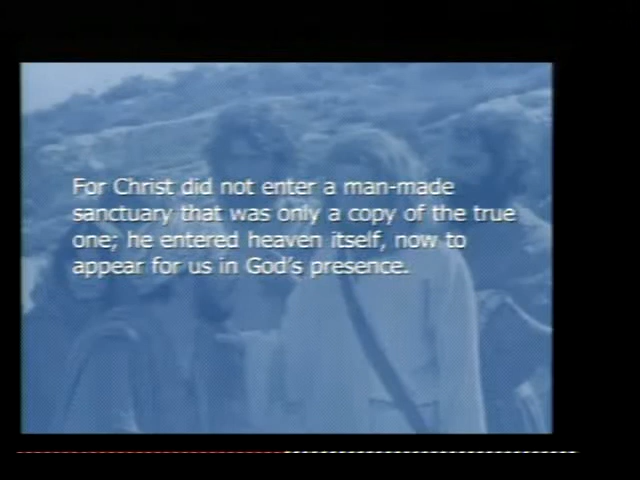 For Christ did not enter a man-made
sanctuary that was only a copy of the true
one; he entered heaven itself, now to
appear for us in God's presence.